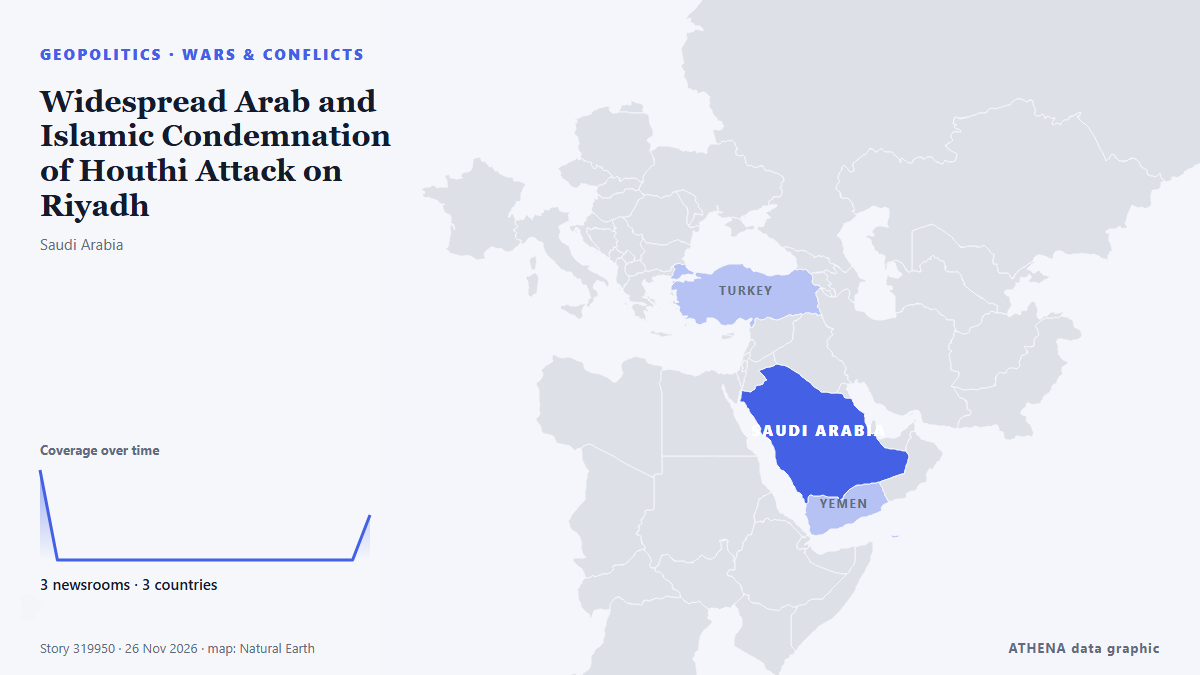 GEOPOLITICS · WARS & CONFLICTS
Widespread Arab and
Islamic Condemnation
of Houthi Attack on
Riyadh
Saudi Arabia
TURKEY
SAUDI ARABIA
YEMEN
Coverage over time
3 newsrooms · 3 countries
Story 319950 · 26 Nov 2026 · map: Natural Earth
ATHENA data graphic